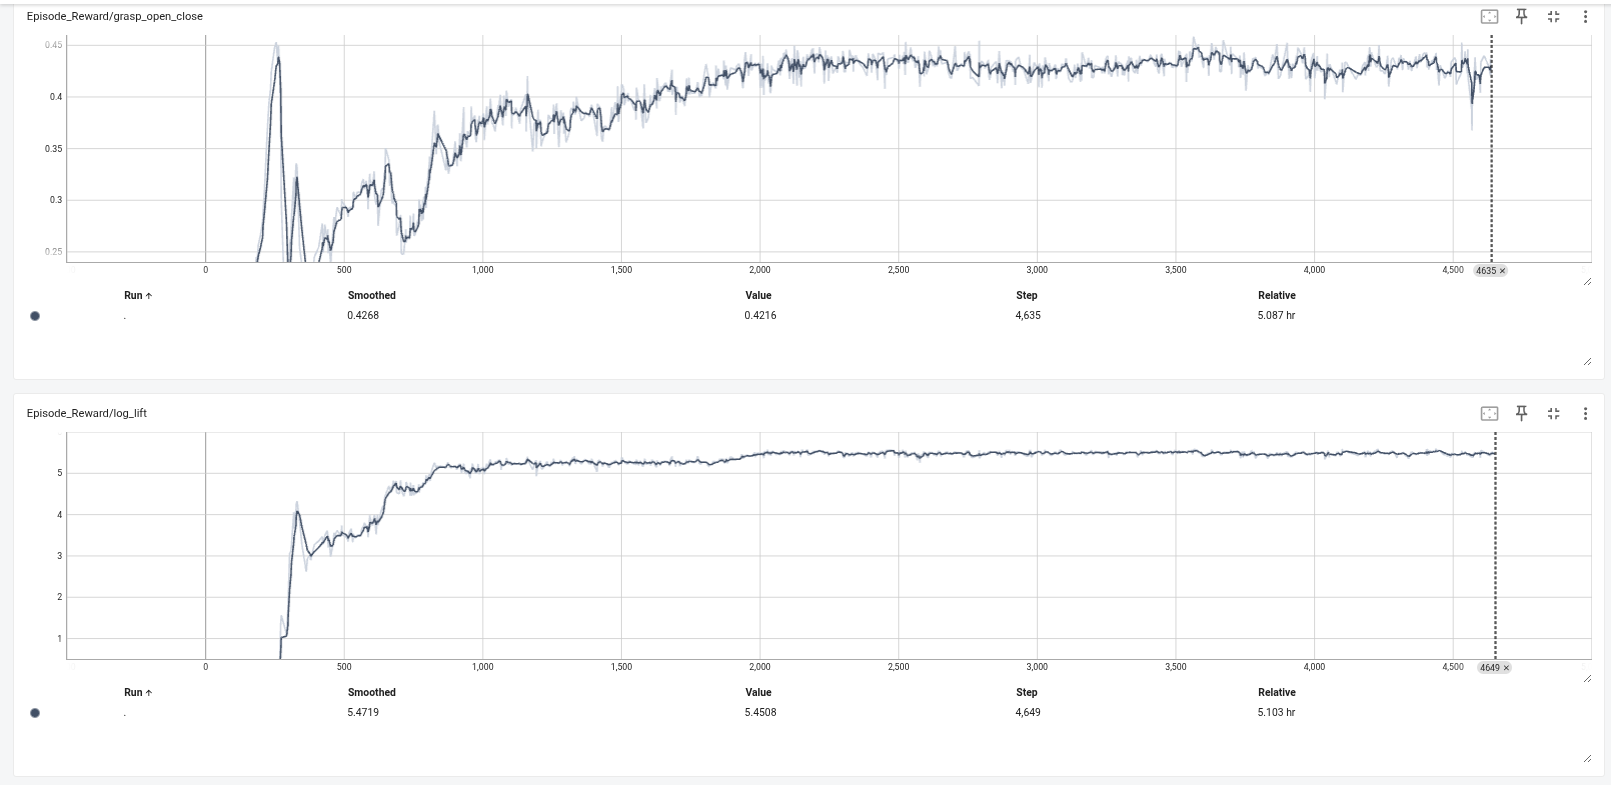 Episode_Reward/grasp_open_close
0.45
0.4
0.35
0.3
0.25
0 500 1,000 1,500 2,000 2,500 3,000 3,500 4,000 4,500 4635 ×
Run ↑ Smoothed Value Step Relative
. 0.4268 0.4216 4,635 5.087 hr
Episode_Reward/log_lift
5
4
3
2
1
0 500 1,000 1,500 2,000 2,500 3,000 3,500 4,000 4,500 4649 ×
Run ↑ Smoothed Value Step Relative
. 5.4719 5.4508 4,649 5.103 hr